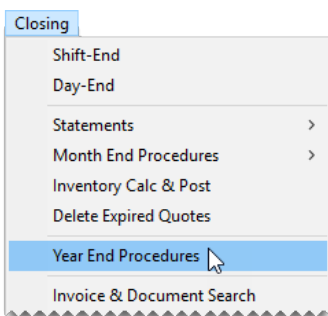 Closing
Shift-End
Day-End
Statements
Month End Procedures
Inventory Calc & Post
Delete Expired Quotes
Year End Procedures
Invoice & Document Search